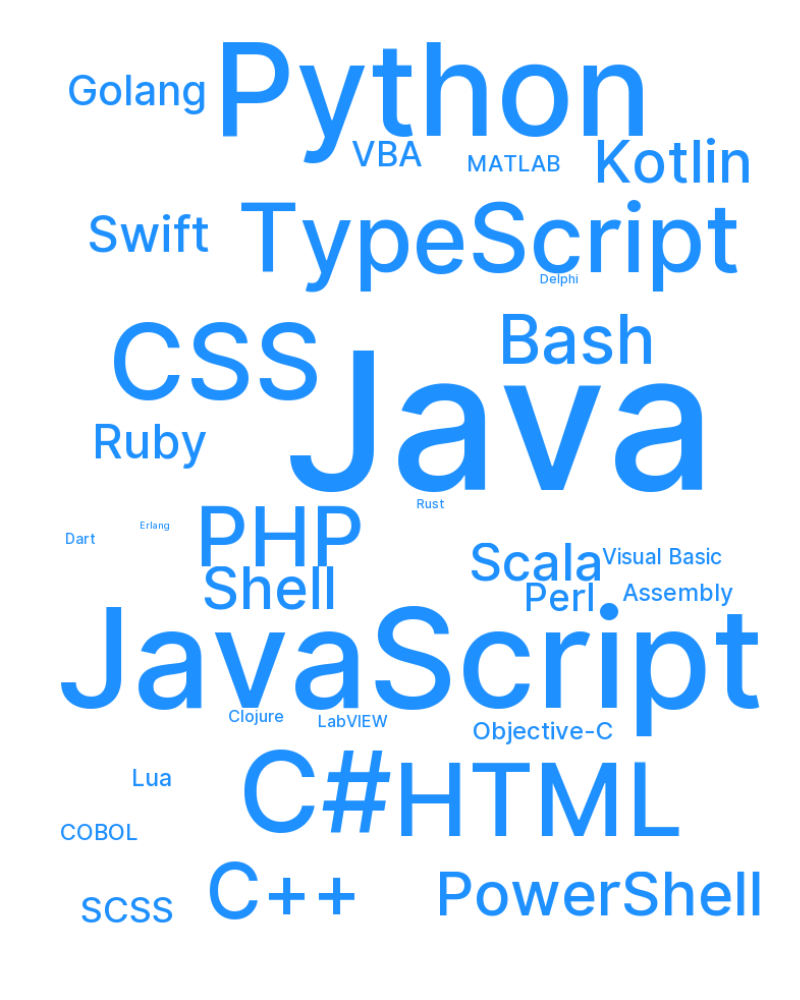 Python
Golang
VBA
MATLAB
Kotlin
Swift
TypeScript
Delphi
CSS
Bash
Java
Ruby
Rust
Erlang
Dart
PHP
Scala
Visual Basic
Shell
Perl
Assembly
JavaScript
Clojure
LabVIEW
Objective-C
Lua
C#
HTML
COBOL
C++
PowerShell
SCSS